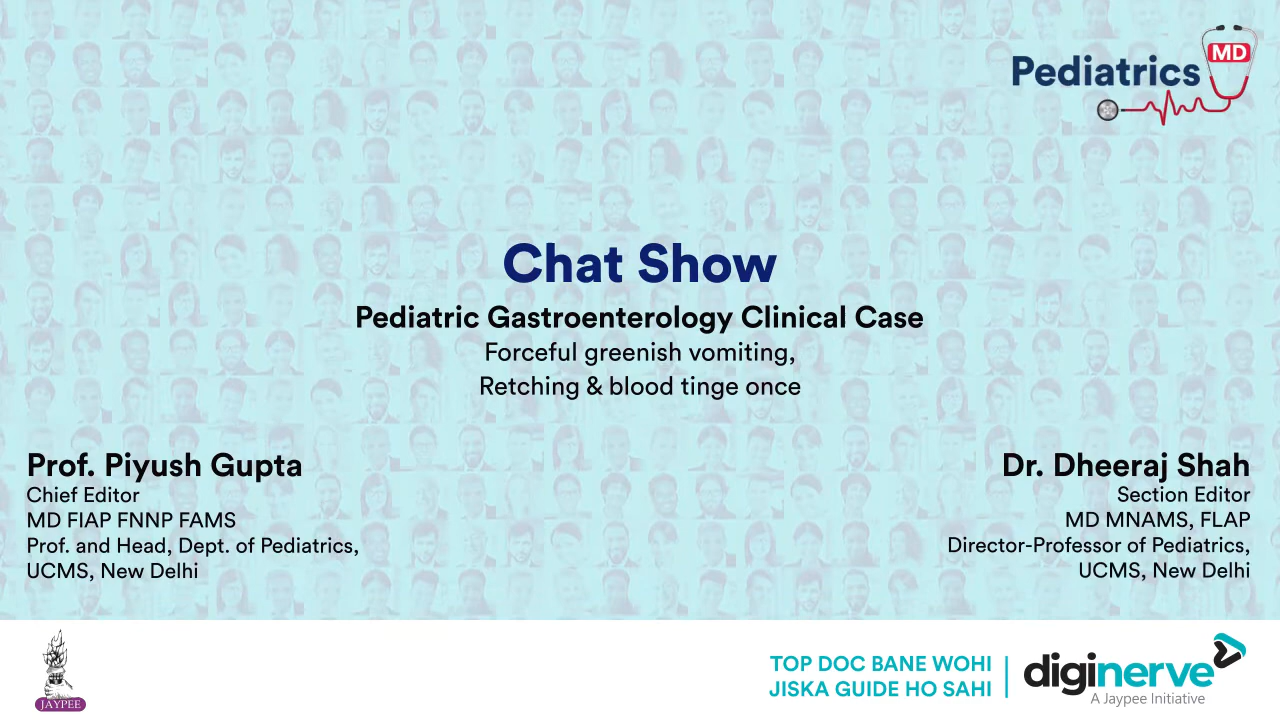 Pediatrics MD
Chat Show
Pediatric Gastroenterology Clinical Case
Forceful greenish vomiting,
Retching & blood tinge once
Prof. Piyush Gupta
Chief Editor
MD FIAP FNNP FAMS
Prof. and Head, Dept. of Pediatrics,
UCMS, New Delhi
Dr. Dheeraj Shah
Section Editor
MD MNAMS, FLAP
Director-Professor of Pediatrics,
UCMS, New Delhi
JAYPEE
TOP DOC BANE WOHI
JISKA GUIDE HO SAHI
diginerve
A Jaypee Initiative